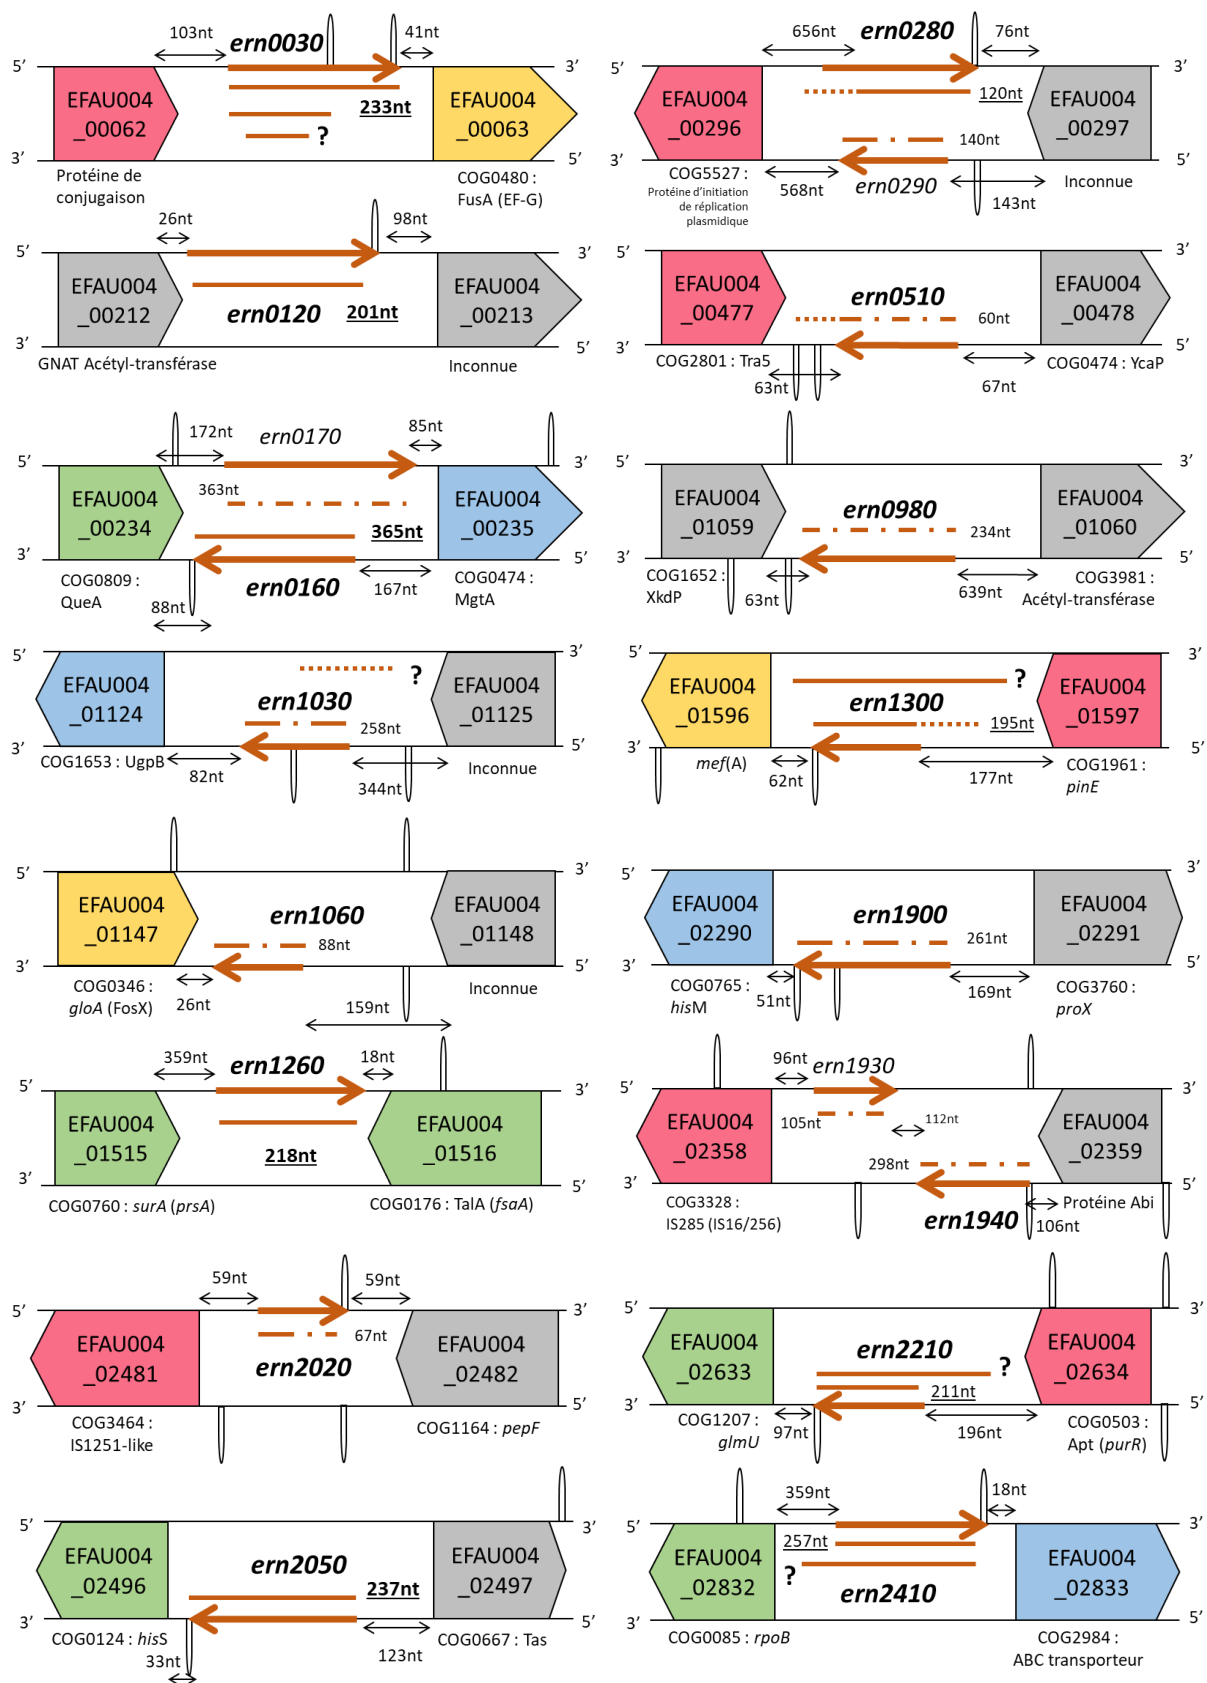 103nt
ern0030
41nt
5′
3′
EFAU004
_00062
233nt
?
EFAU004
_00063
3′
5′
Protéine de
conjugaison
COG0480 :
FusA (EF-G)
656nt
ern0280
76nt
5′
3′
EFAU004
_00296
120nt
140nt
EFAU004
_00297
3′
5′
COG5527 :
Protéine d'initiation
de réplication
plasmidique
568nt
ern0290
143nt
Inconnue
26nt
98nt
5′
3′
EFAU004
_00212
ern0120
201nt
EFAU004
_00213
3′
5′
GNAT Acétyl-transférase
Inconnue
5′
3′
EFAU004
_00477
ern0510
60nt
EFAU004
_00478
3′
5′
COG2801 : Tra5
63nt
67nt
COG0474 : YcaP
172nt
ern0170
85nt
5′
3′
EFAU004
_00234
363nt
365nt
EFAU004
_00235
3′
5′
COG0809 :
QueA
88nt
ern0160
167nt
COG0474 :
MgtA
5′
3′
EFAU004
_01059
ern0980
234nt
EFAU004
_01060
3′
5′
COG1652 :
XkdP
63nt
639nt
COG3981 :
Acétyl-transférase
5′
3′
EFAU004
_01124
?
ern1030
258nt
EFAU004
_01125
3′
5′
COG1653 : UgpB
82nt
344nt
Inconnue
5′
3′
EFAU004
_01596
?
ern1300
195nt
EFAU004
_01597
3′
5′
mef(A)
62nt
177nt
COG1961 :
pinE
5′
3′
EFAU004
_01147
ern1060
88nt
EFAU004
_01148
3′
5′
COG0346 :
gloA (FosX)
26nt
159nt
Inconnue
5′
3′
EFAU004
_02290
ern1900
261nt
EFAU004
_02291
3′
5′
COG0765 :
hisM
51nt
169nt
COG3760 :
proX
359nt
ern1260
18nt
5′
3′
EFAU004
_01515
218nt
EFAU004
_01516
3′
5′
COG0760 : surA (prsA)
COG0176 : TalA (fsaA)
96nt
ern1930
5′
3′
EFAU004
_02358
105nt
112nt
298nt
EFAU004
_02359
3′
5′
COG3328 :
IS285 (IS16/256)
ern1940
Protéine Abi
106nt
59nt
59nt
5′
3′
EFAU004
_02481
67nt
ern2020
EFAU004
_02482
3′
5′
COG3464 :
IS1251-like
COG1164 : pepF
5′
3′
EFAU004
_02633
ern2210
?
211nt
EFAU004
_02634
3′
5′
COG1207 :
glmU
97nt
196nt
COG0503 :
Apt (purR)
5′
3′
EFAU004
_02496
ern2050
237nt
EFAU004
_02497
3′
5′
COG0124 : hisS
33nt
123nt
COG0667 : Tas
359nt
18nt
5′
3′
EFAU004
_02832
257nt
?
ern2410
EFAU004
_02833
3′
5′
COG0085 : rpoB
COG2984 :
ABC transporteur